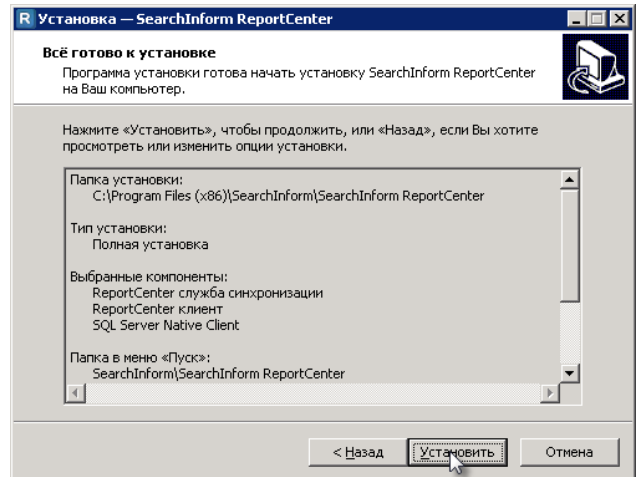 R Установка — SearchInform ReportCenter
Всё готово к установке
Программа установки готова начать установку SearchInform ReportCenter
на Ваш компьютер.
Нажмите «Установить», чтобы продолжить, или «Назад», если Вы хотите
просмотреть или изменить опции установки.
Папка установки:
C:\Program Files (x86)\SearchInform\SearchInform ReportCenter
Тип установки:
Полная установка
Выбранные компоненты:
ReportCenter служба синхронизации
ReportCenter клиент
SQL Server Native Client
Папка в меню «Пуск»:
SearchInform\SearchInform ReportCenter
< Назад Установить Отмена